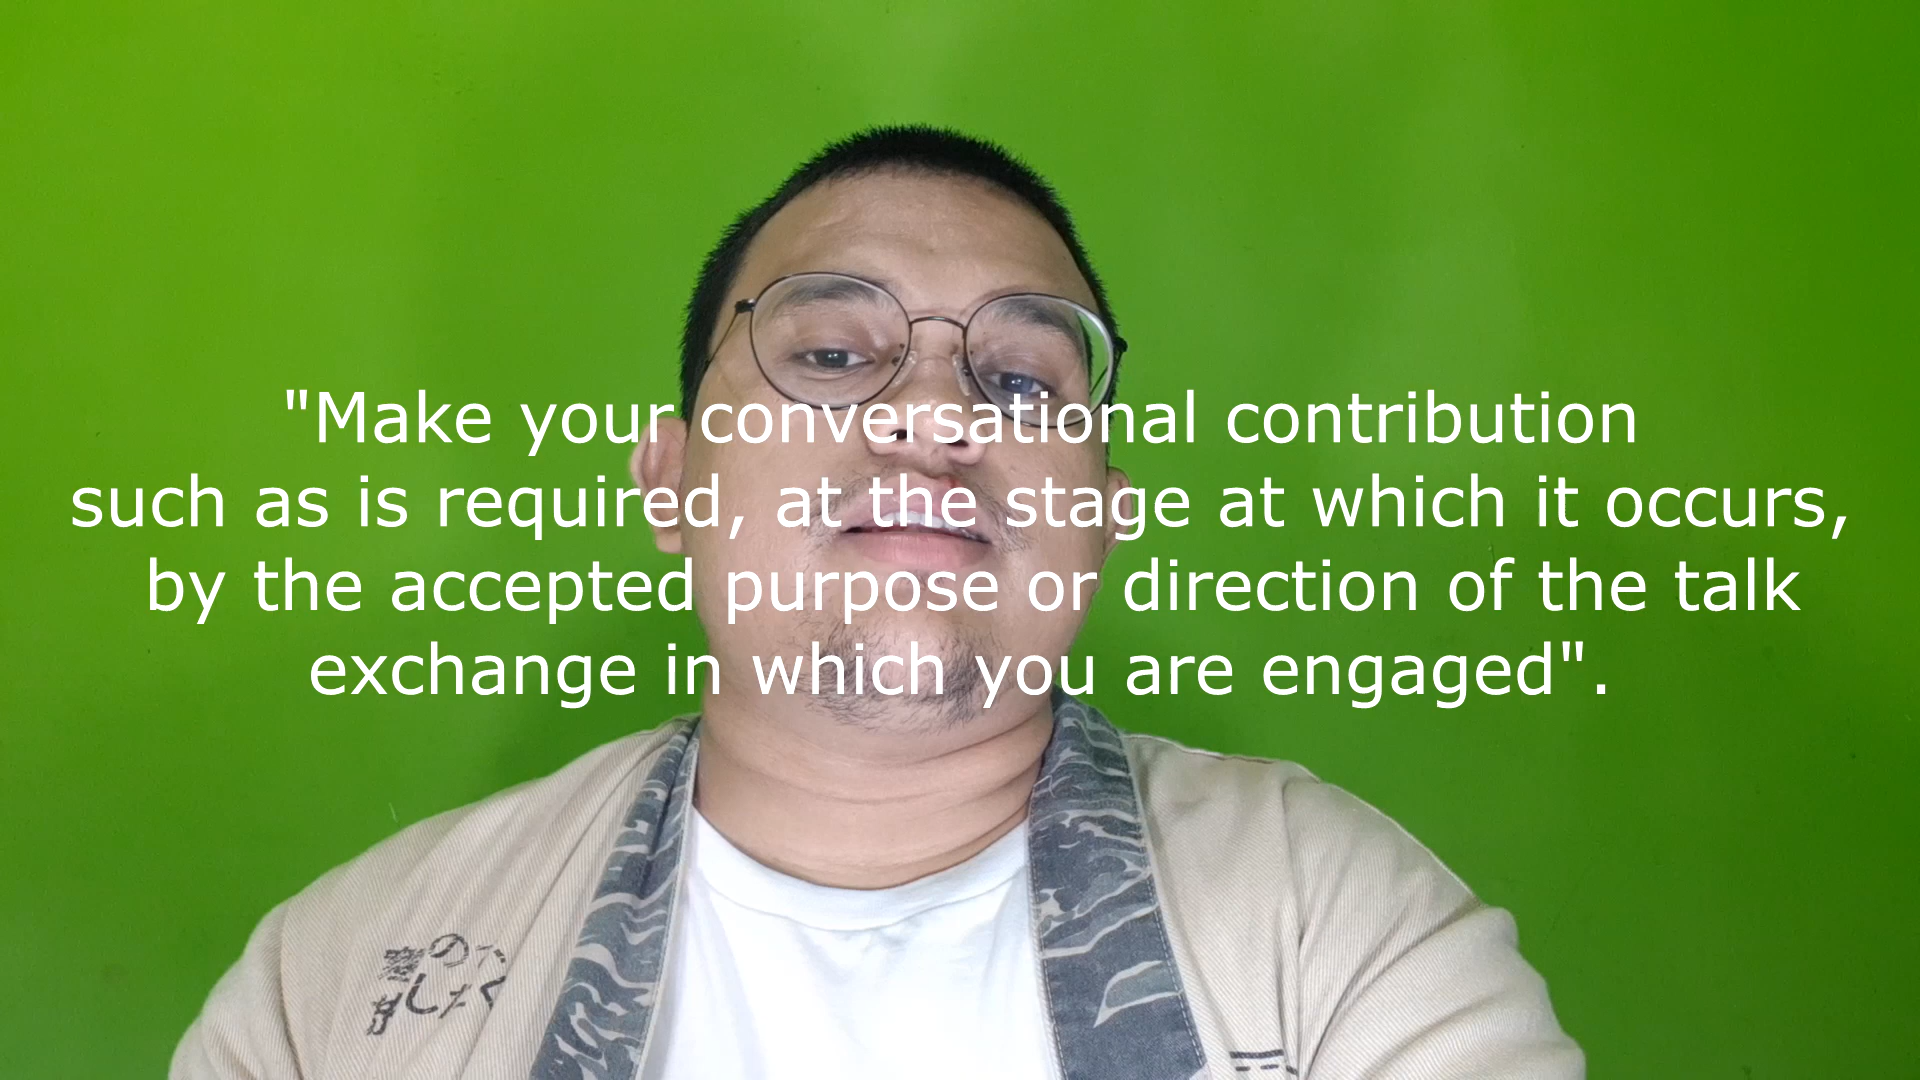 "Make your conversational contribution
such as is required, at the stage at which it occurs,
by the accepted purpose or direction of the talk
exchange in which you are engaged".